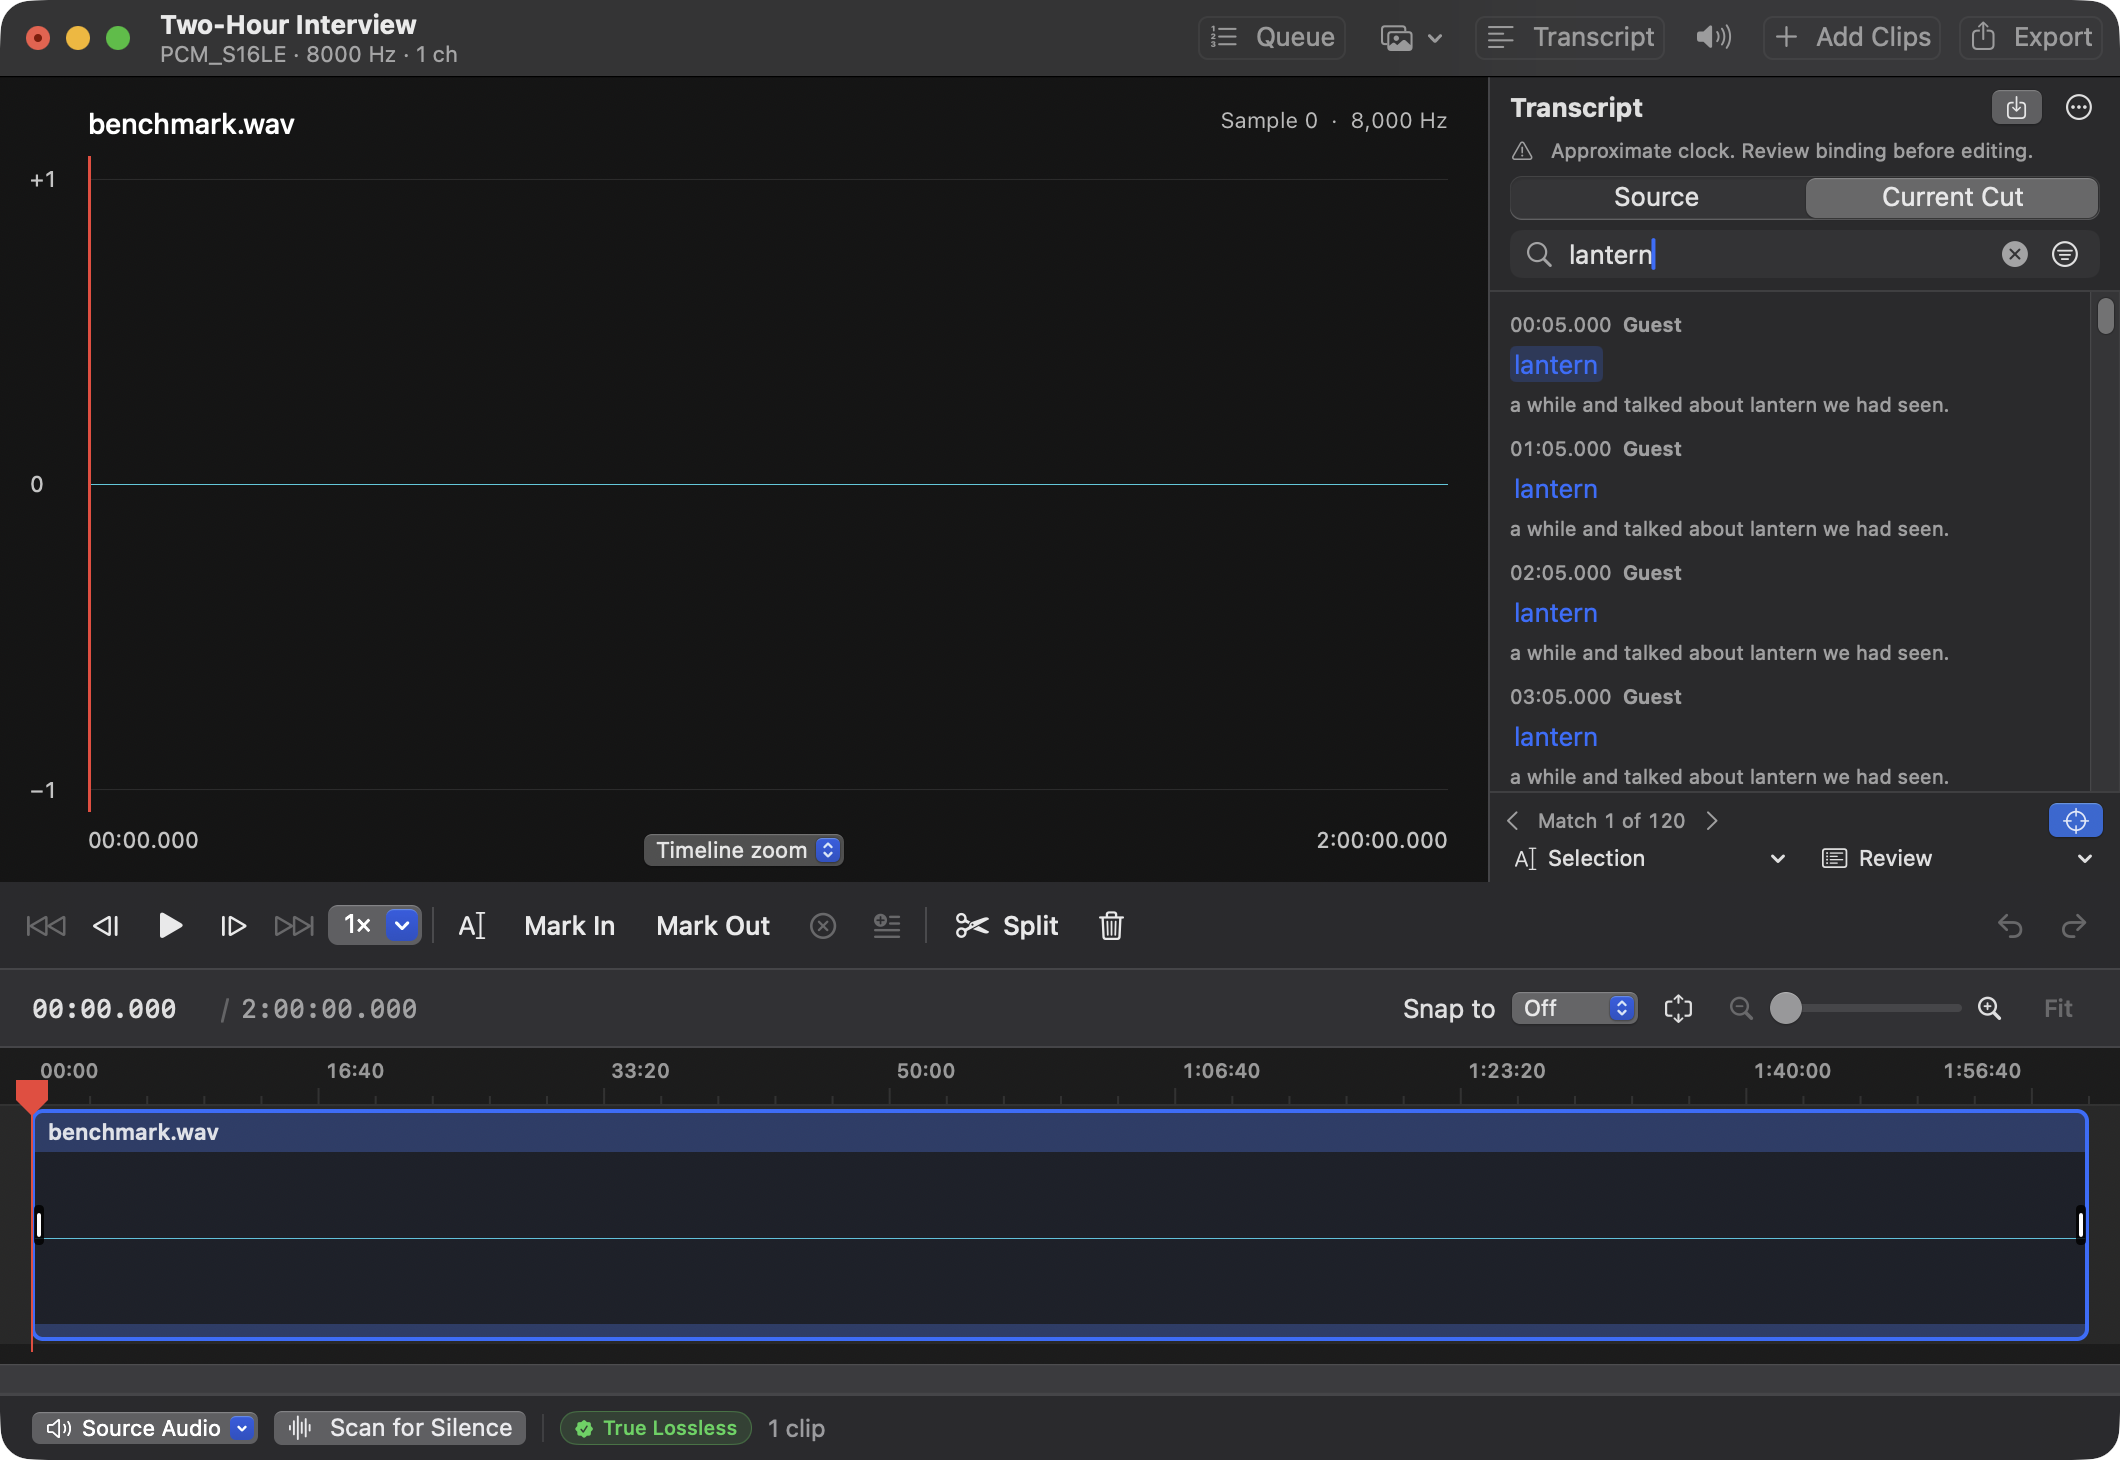 Two-Hour Interview
PCM_S16LE · 8000 Hz · 1 ch
Queue
Transcript
Add Clips
Export
benchmark.wav
Sample 0 · 8,000 Hz
+1
0
−1
00:00.000
Timeline zoom
2:00:00.000
Transcript
Approximate clock. Review binding before editing.
Source
Current Cut
lantern
00:05.000 Guest
lantern
a while and talked about lantern we had seen.
01:05.000 Guest
lantern
a while and talked about lantern we had seen.
02:05.000 Guest
lantern
a while and talked about lantern we had seen.
03:05.000 Guest
lantern
a while and talked about lantern we had seen.
Match 1 of 120
Selection
Review
1×
Mark In
Mark Out
Split
00:00.000 / 2:00:00.000
Snap to
Off
Fit
00:00 16:40 33:20 50:00 1:06:40 1:23:20 1:40:00 1:56:40
benchmark.wav
Source Audio
Scan for Silence
True Lossless
1 clip